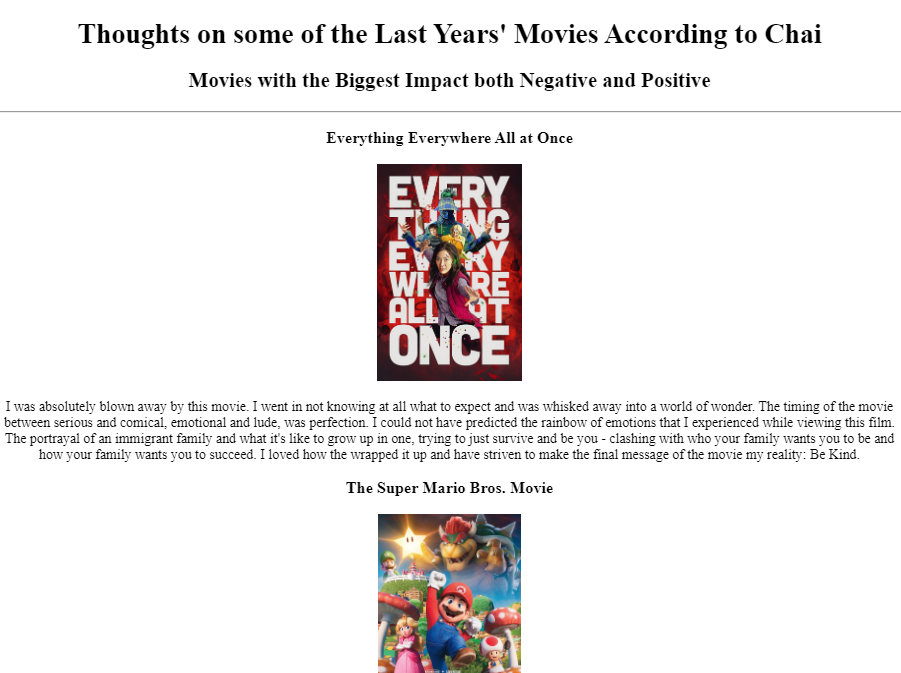 Thoughts on some of the Last Years' Movies According to Chai
Movies with the Biggest Impact both Negative and Positive
Everything Everywhere All at Once
EVERY
THING
EVERY
WHERE
ALL AT
ONCE
I was absolutely blown away by this movie. I went in not knowing at all what to expect and was whisked away into a world of wonder. The timing of the movie
between serious and comical, emotional and lude, was perfection. I could not have predicted the rainbow of emotions that I experienced while viewing this film.
The portrayal of an immigrant family and what it's like to grow up in one, trying to just survive and be you - clashing with who your family wants you to be and
how your family wants you to succeed. I loved how the wrapped it up and have striven to make the final message of the movie my reality: Be Kind.
The Super Mario Bros. Movie